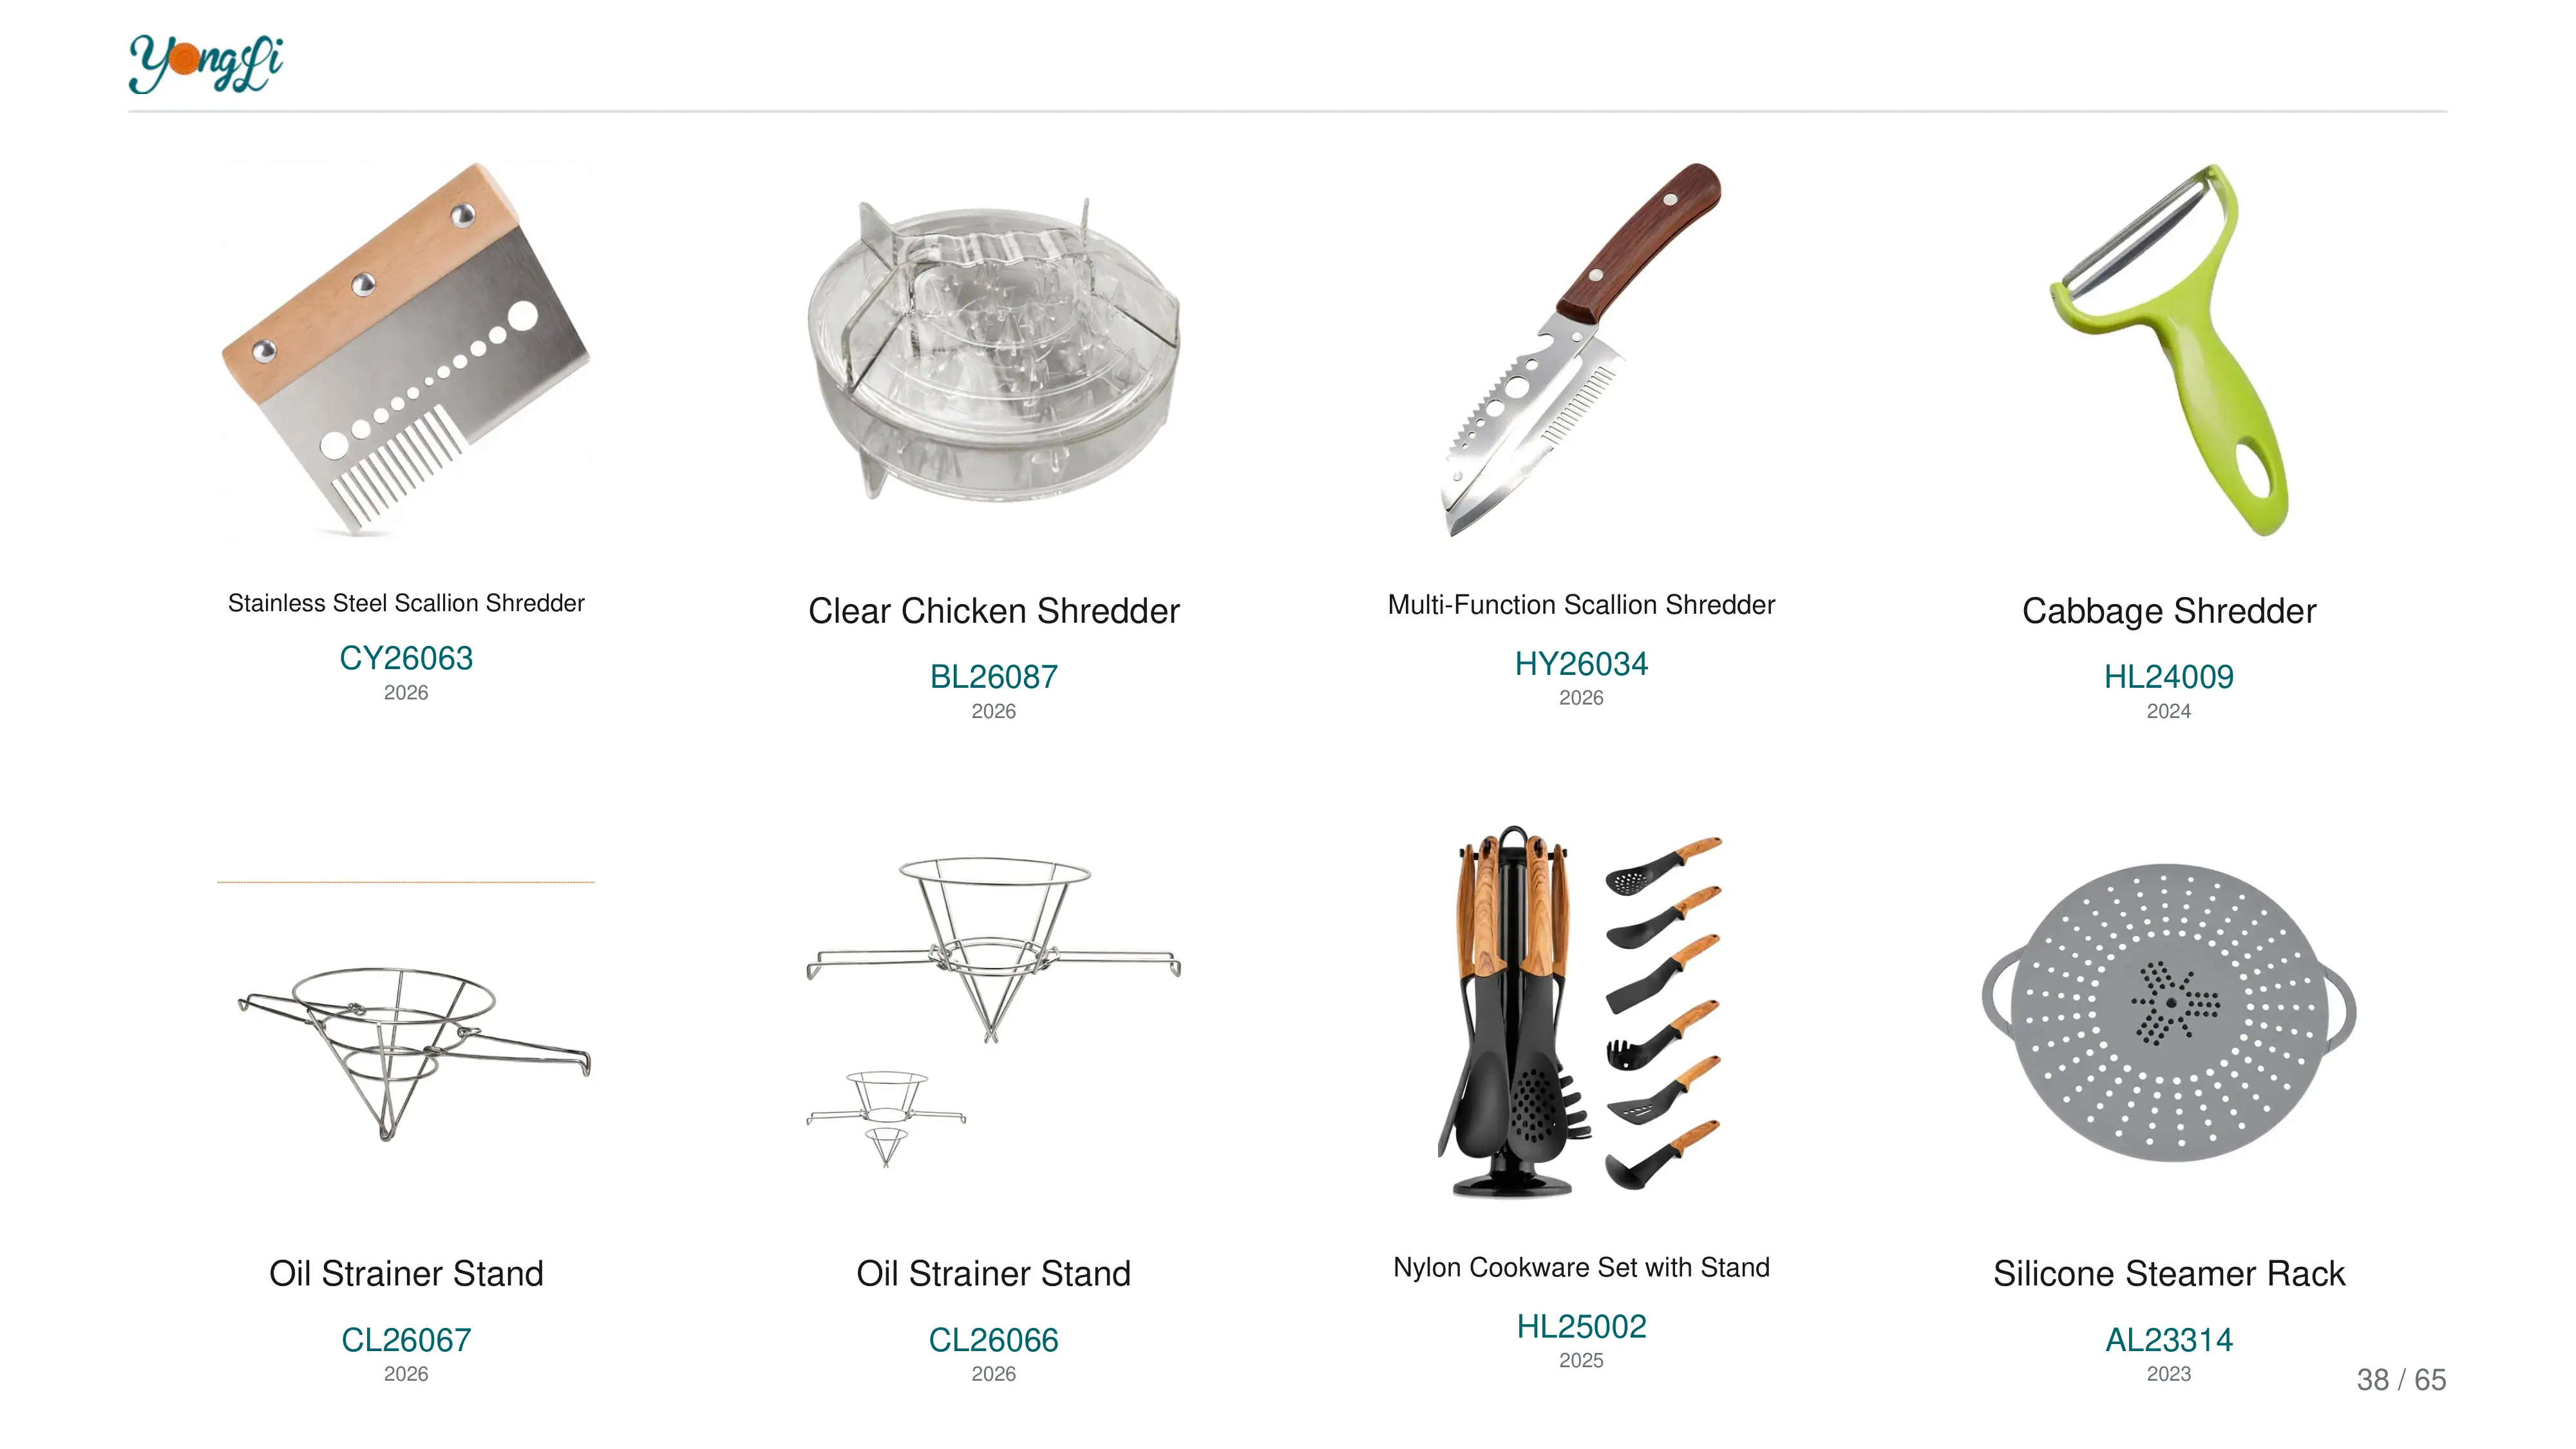 YongLi
Stainless Steel Scallion Shredder
CY26063
2026
Clear Chicken Shredder
BL26087
2026
Multi-Function Scallion Shredder
HY26034
2026
Cabbage Shredder
HL24009
2024
Oil Strainer Stand
CL26067
2026
Oil Strainer Stand
CL26066
2026
Nylon Cookware Set with Stand
HL25002
2025
Silicone Steamer Rack
AL23314
2023
38 / 65